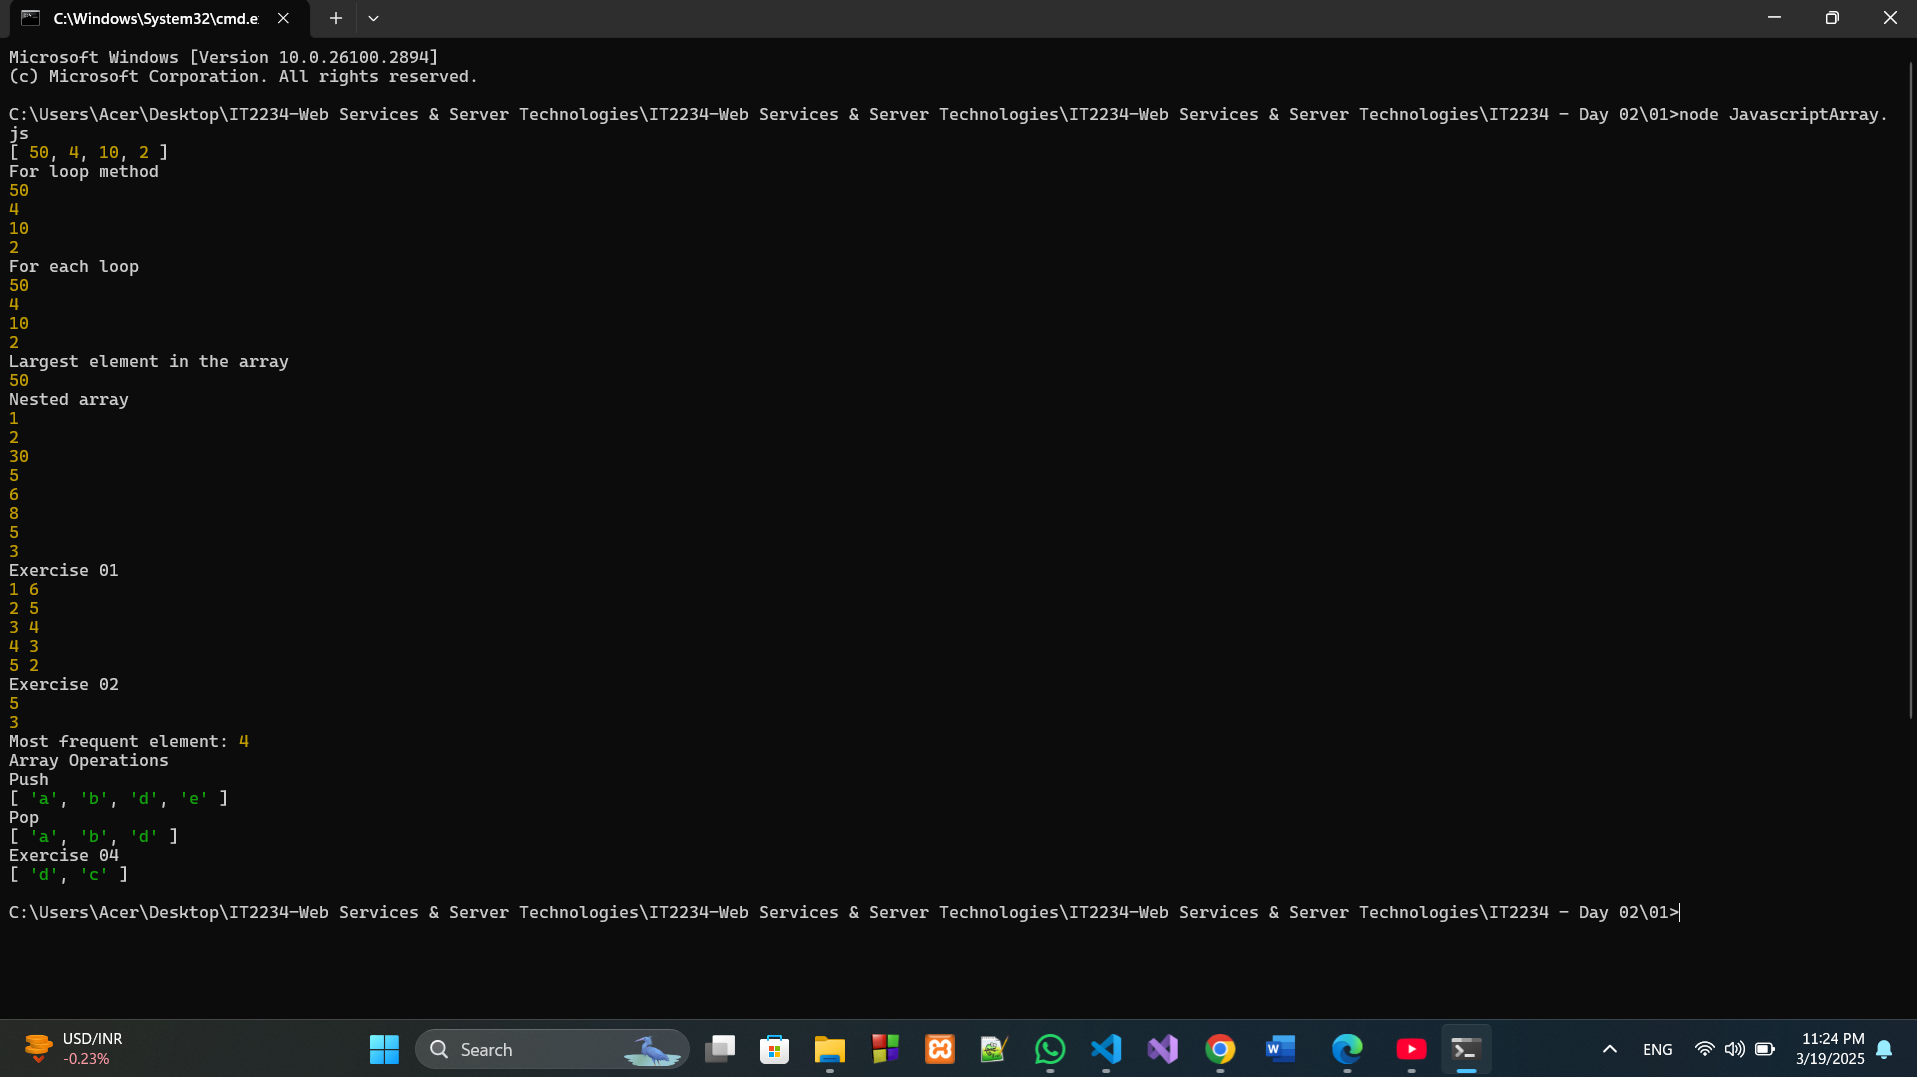 C:\Windows\System32\cmd.e
Microsoft Windows [Version 10.0.26100.2894]
(c) Microsoft Corporation. All rights reserved.
C:\Users\Acer\Desktop\IT2234-Web Services & Server Technologies\IT2234-Web Services & Server Technologies\IT2234-Web Services & Server Technologies\IT2234 - Day 02\01>node JavascriptArray.
js
[ 50, 4, 10, 2 ]
For loop method
50
4
10
2
For each loop
50
4
10
2
Largest element in the array
50
Nested array
1
2
30
5
6
8
5
3
Exercise 01
1 6
2 5
3 4
4 3
5 2
Exercise 02
5
3
Most frequent element: 4
Array Operations
Push
[ 'a', 'b', 'd', 'e' ]
Pop
[ 'a', 'b', 'd' ]
Exercise 04
[ 'd', 'c' ]
C:\Users\Acer\Desktop\IT2234-Web Services & Server Technologies\IT2234-Web Services & Server Technologies\IT2234-Web Services & Server Technologies\IT2234 - Day 02\01>
USD/INR
-0.23%
Search
ENG
11:24 PM
3/19/2025